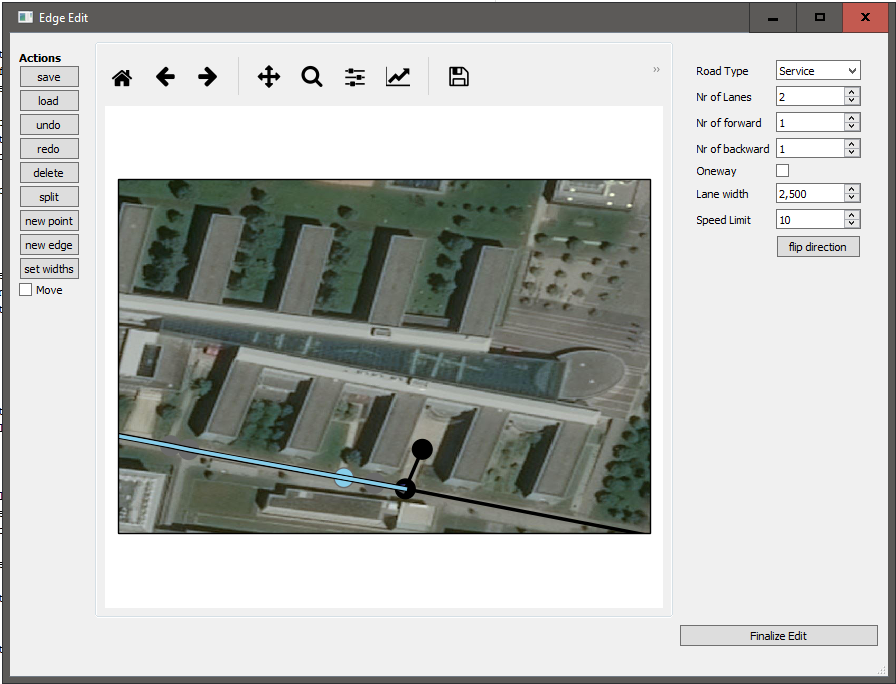 Edge Edit
Actions
save
load
undo
redo
delete
split
new point
new edge
set widths
Move
»
Road Type Service
Nr of Lanes 2
Nr of forward 1
Nr of backward 1
Oneway
Lane width 2,500
Speed Limit 10
flip direction
Finalize Edit